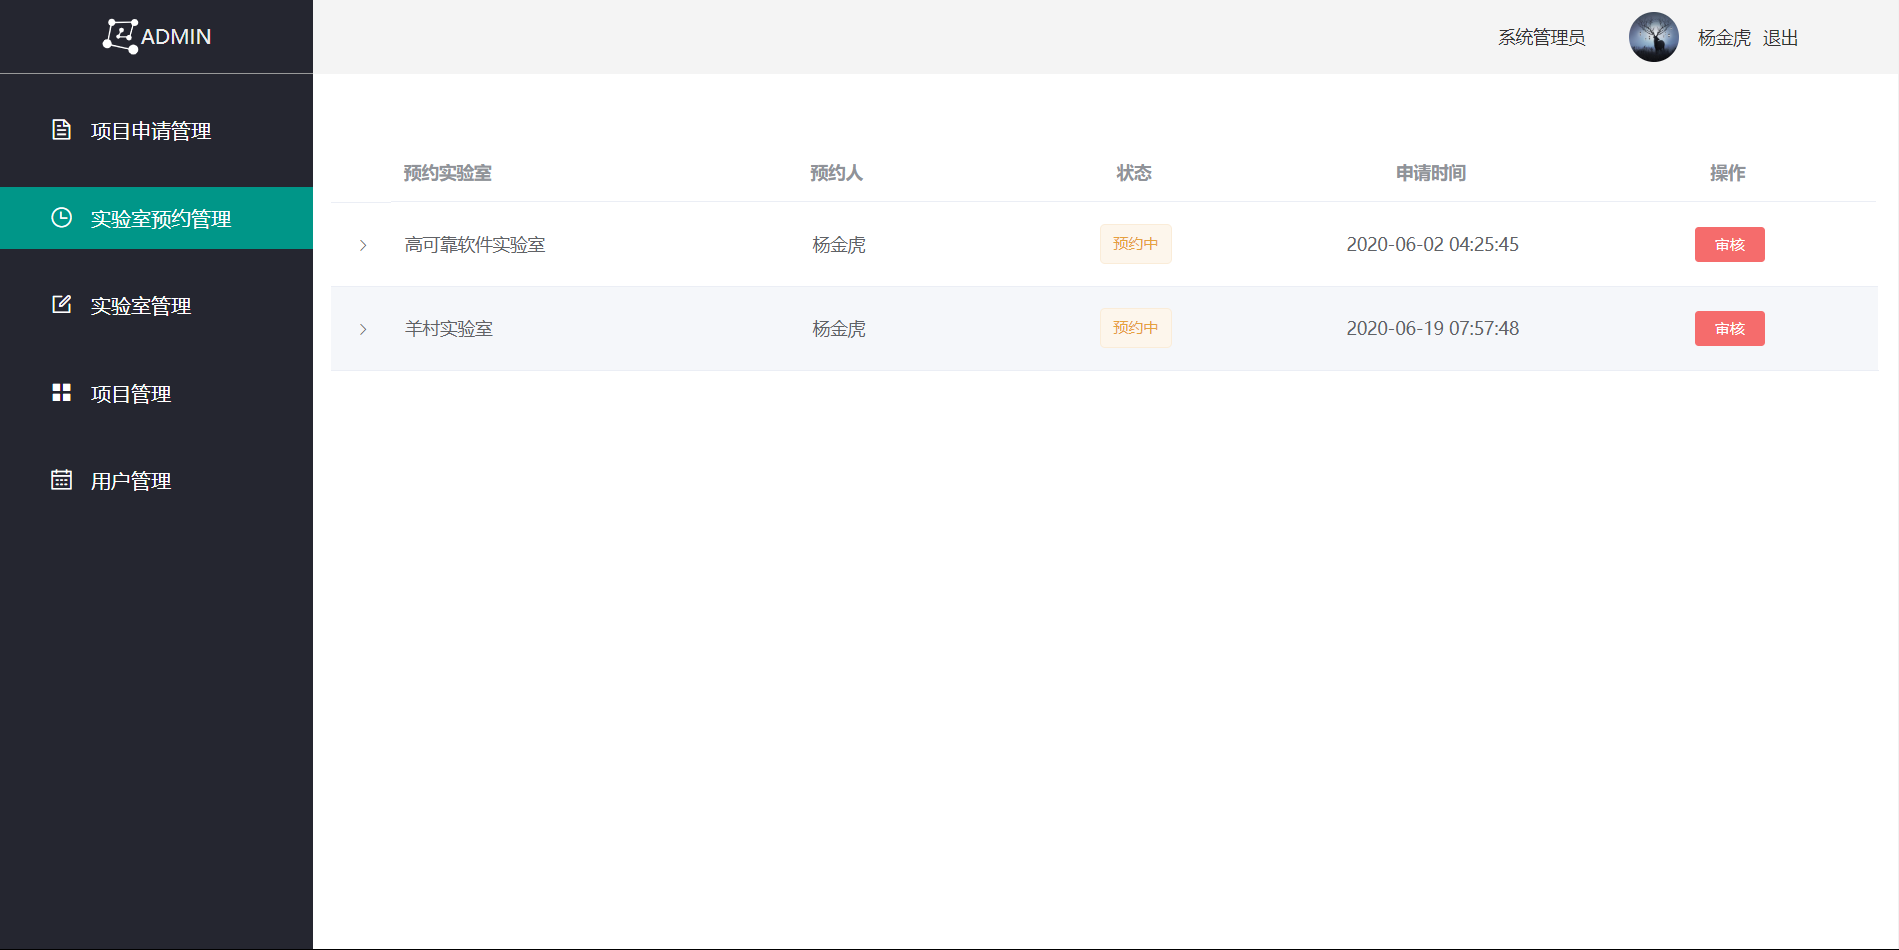 ADMIN
系统管理员 杨金虎 退出
项目申请管理
实验室预约管理
实验室管理
项目管理
用户管理
预约实验室 预约人 状态 申请时间 操作
高可靠软件实验室 杨金虎 预约中 2020-06-02 04:25:45 审核
羊村实验室 杨金虎 预约中 2020-06-19 07:57:48 审核